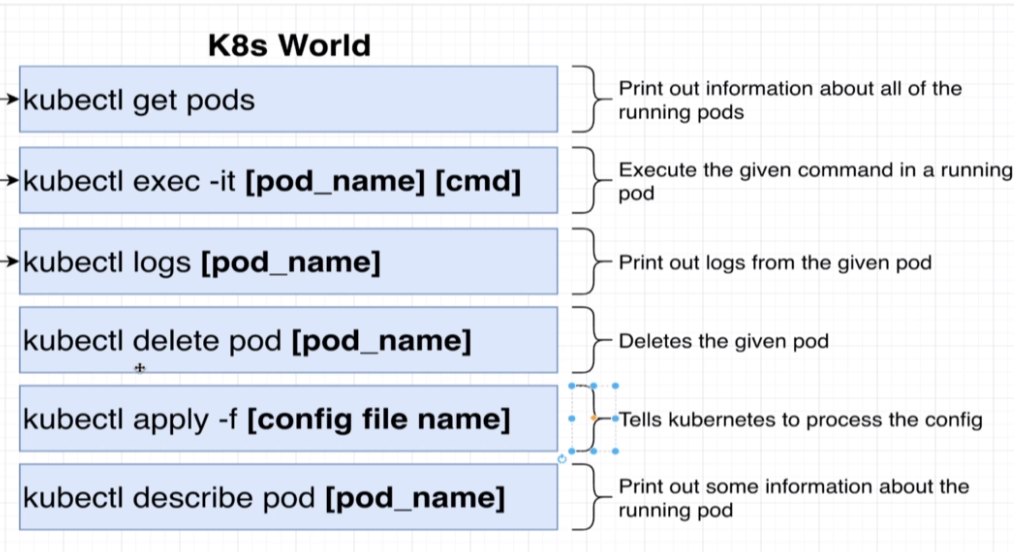 K8s World
kubectl get pods
Print out information about all of the
running pods
kubectl exec -it [pod_name] [cmd]
Execute the given command in a running
pod
kubectl logs [pod_name]
Print out logs from the given pod
kubectl delete pod [pod_name]
Deletes the given pod
kubectl apply -f [config file name]
Tells kubernetes to process the config
kubectl describe pod [pod_name]
Print out some information about the
running pod